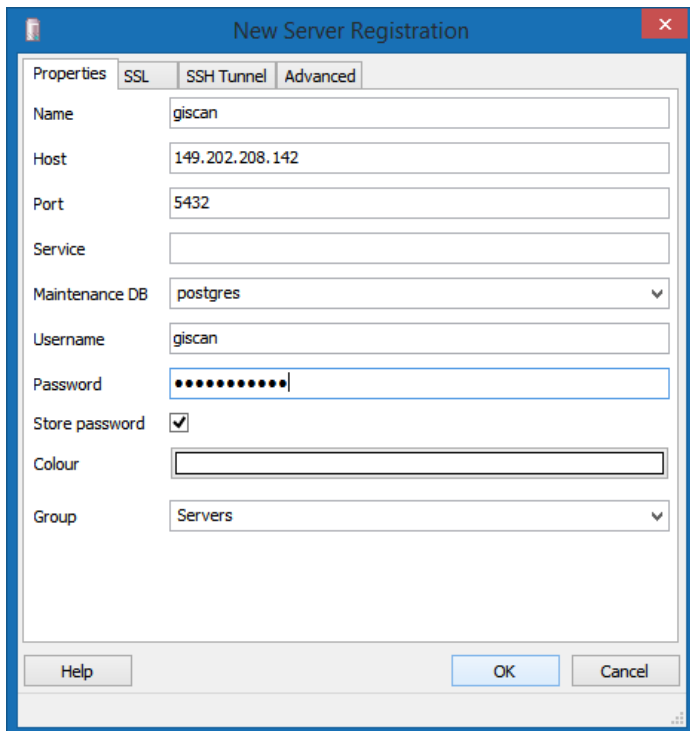 New Server Registration
Properties SSL SSH Tunnel Advanced
Name giscan
Host 149.202.208.142
Port 5432
Service
Maintenance DB postgres
Username giscan
Password •••••••••••
Store password
Colour
Group Servers
Help OK Cancel